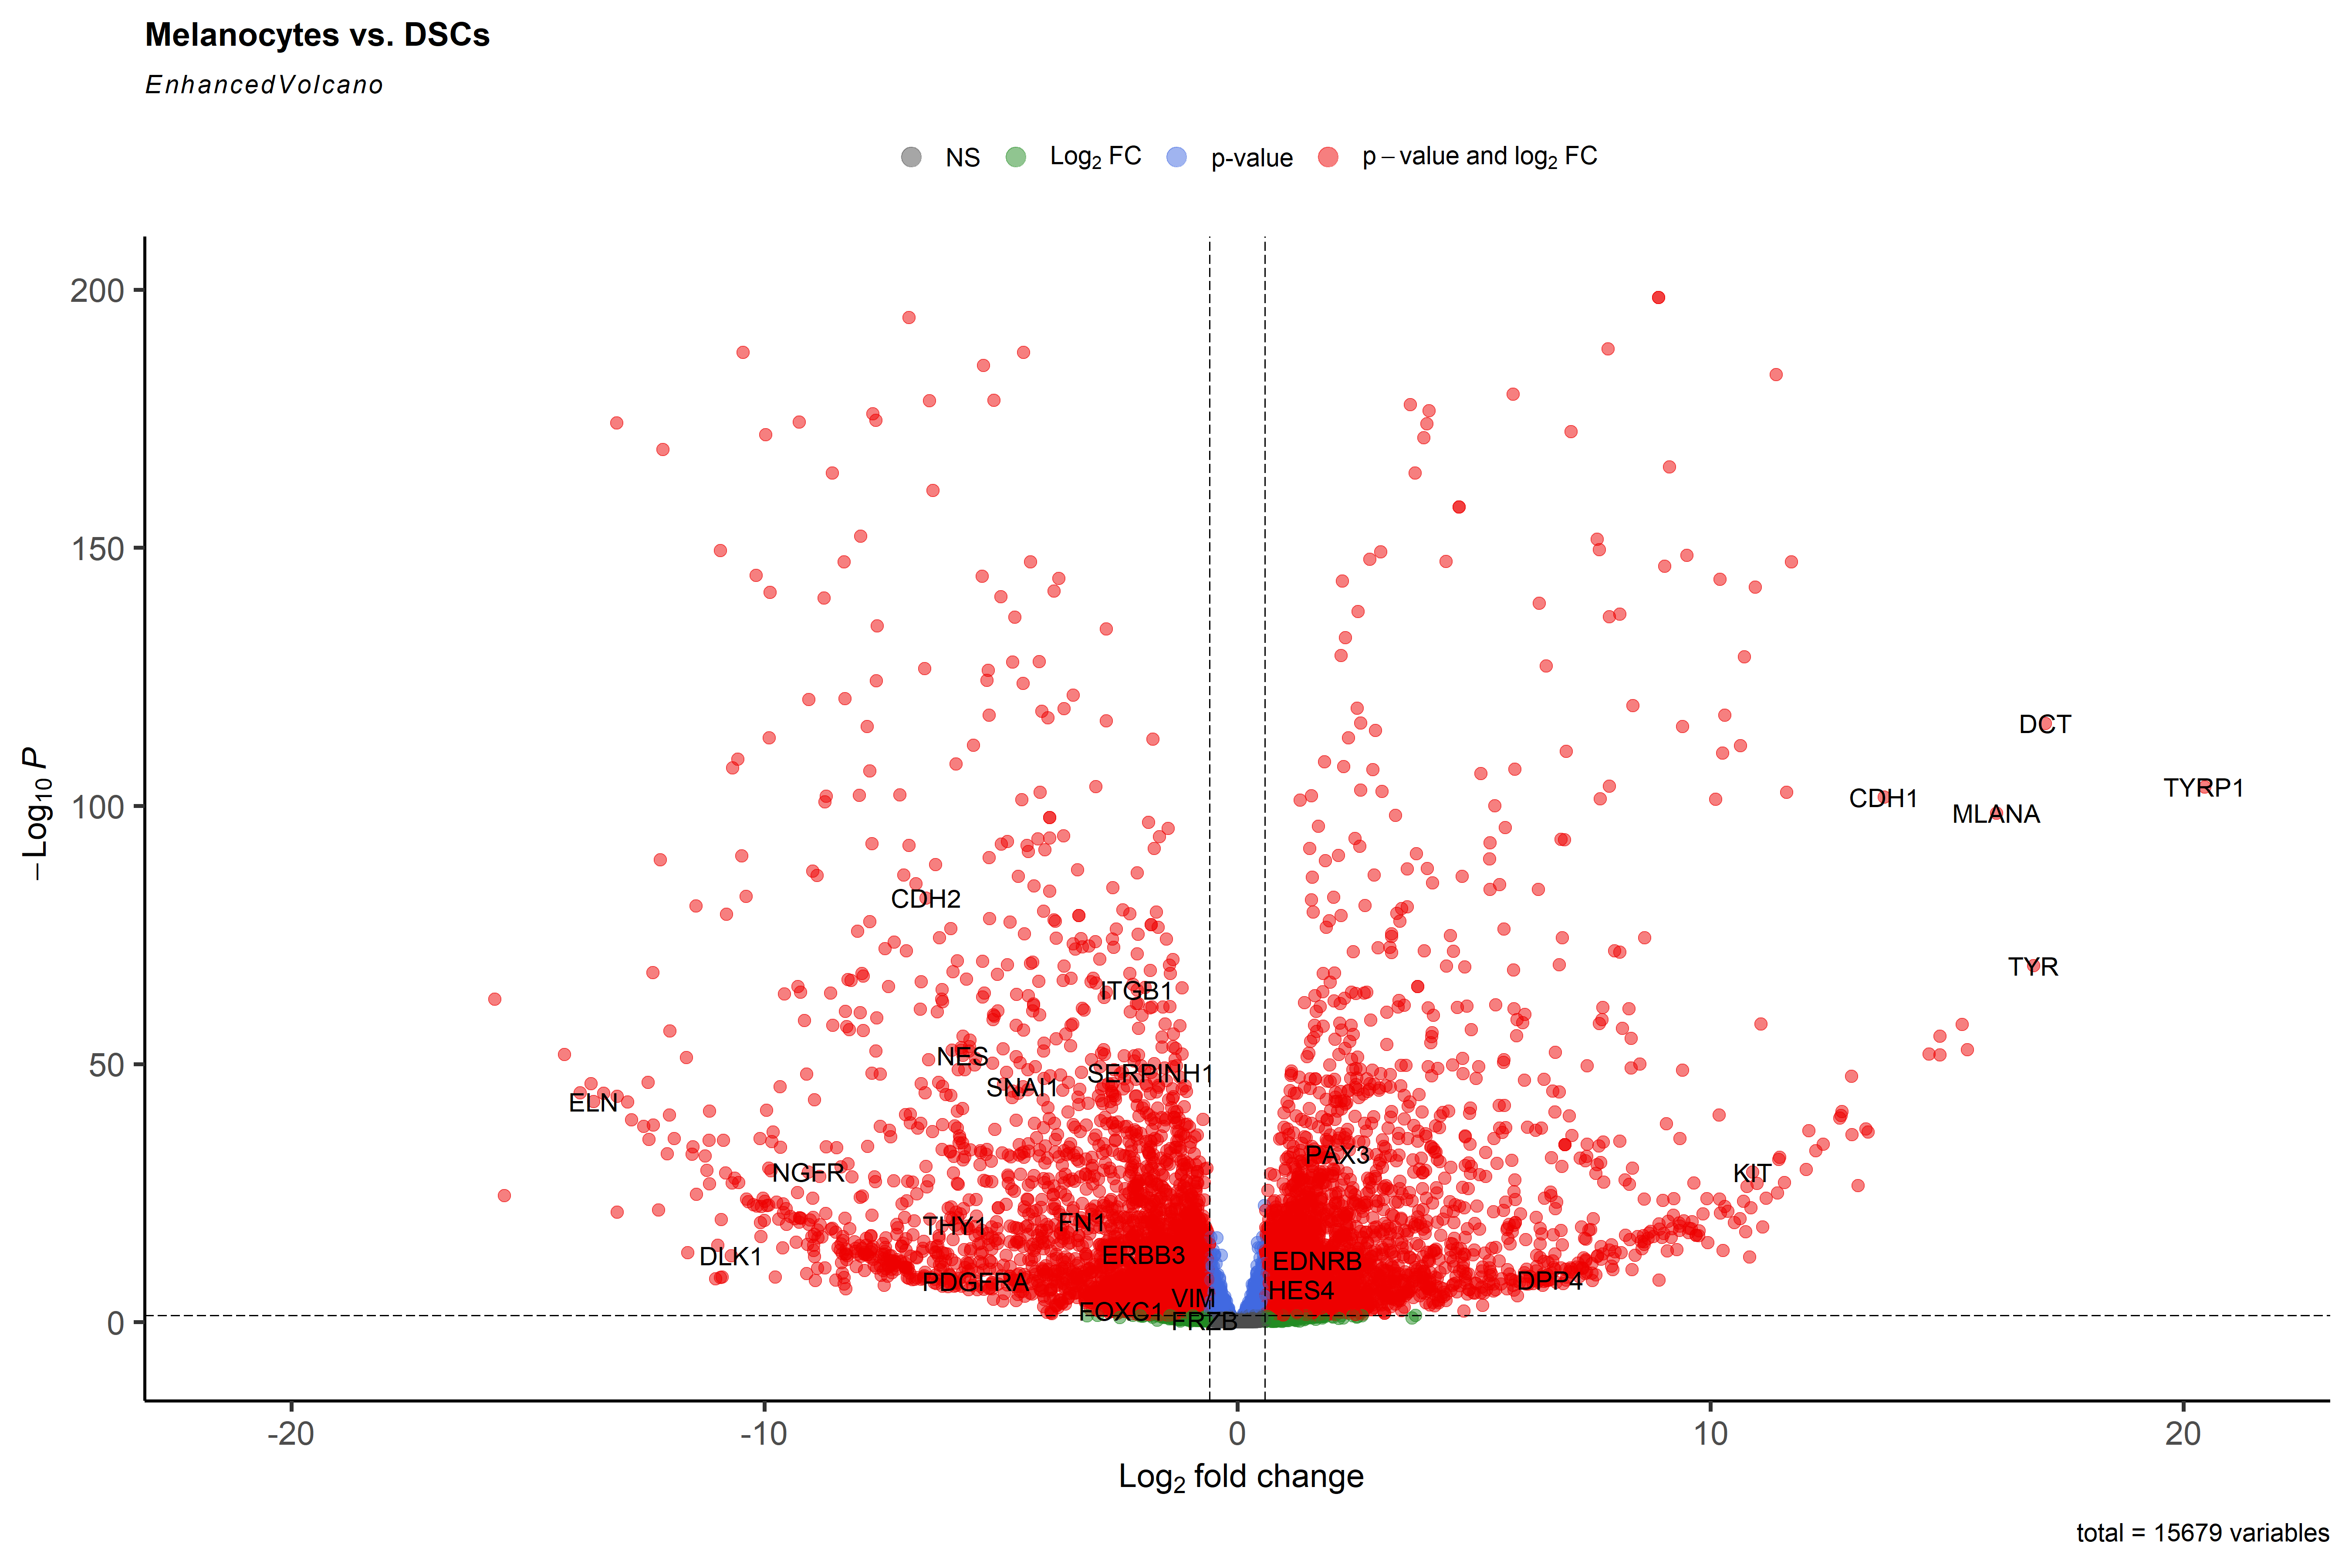 Melanocytes vs. DSCs
EnhancedVolcano
NS Log₂ FC p-value p − value and log₂ FC
200
150
100
50
0
−Log₁₀ P
DCT
TYRP1
CDH1
MLANA
CDH2
TYR
ITGB1
NES
SERPINH1
SNAI1
ELN
PAX3
NGFR
KIT
THY1
FN1
DLK1
ERBB3
EDNRB
PDGFRA
DPP4
HES4
VIM
FOXC1
FRZB
-20 -10 0 10 20
Log₂ fold change
total = 15679 variables